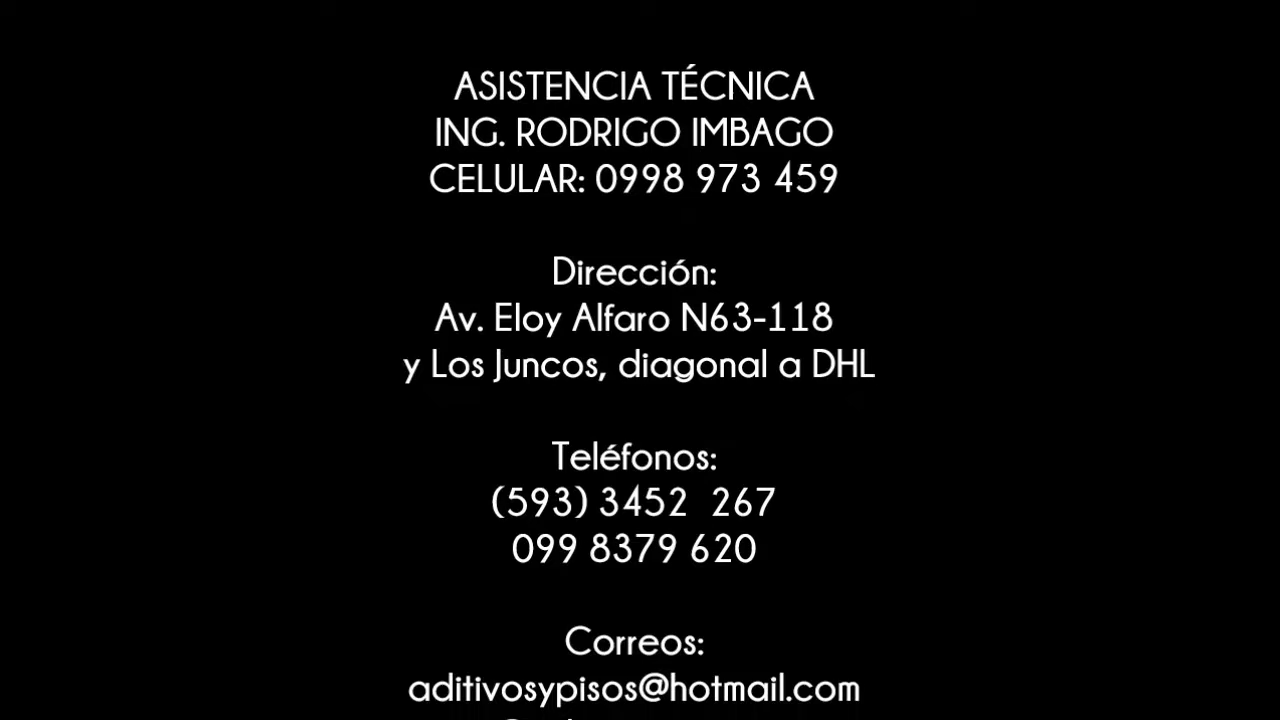 ASISTENCIA TÉCNICA
ING. RODRIGO IMBAGO
CELULAR: 0998 973 459
Dirección:
Av. Eloy Alfaro N63-118
y Los Juncos, diagonal a DHL
Teléfonos:
(593) 3452 267
099 8379 620
Correos:
aditivosypisos@hotmail.com